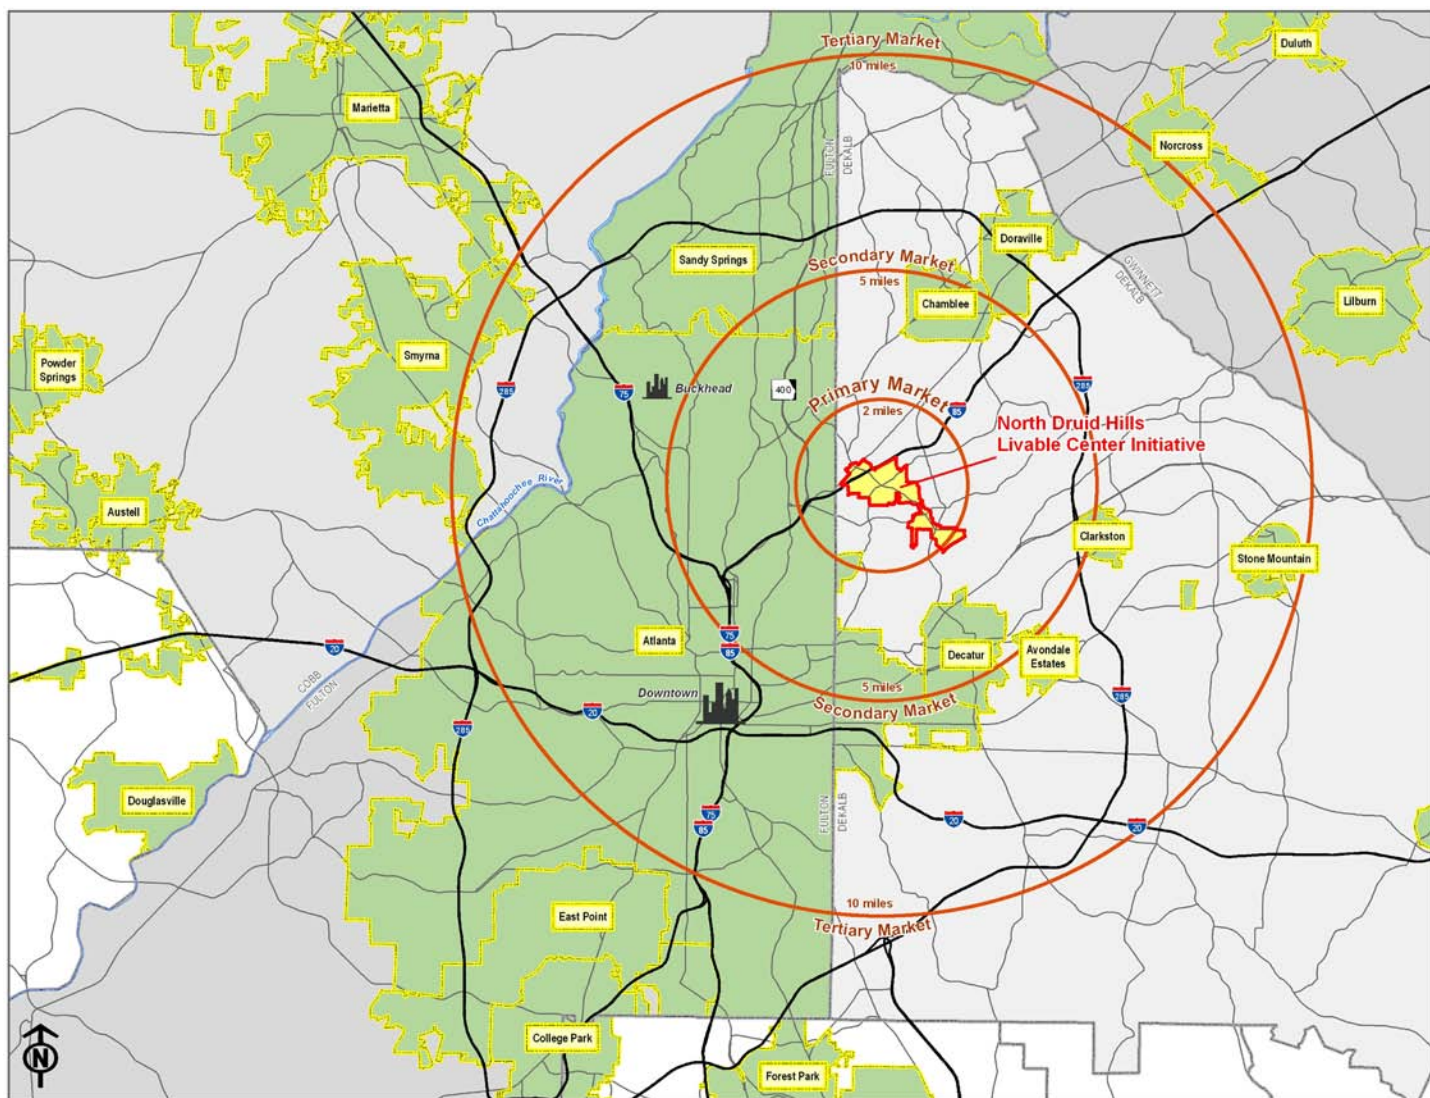 Tertiary Market
10 miles
Duluth
Marietta
Norcross
FULTON
DEKALB
Doraville
Sandy Springs
Secondary Market
5 miles
GWINNETT
DEKALB
Chamblee
Lilburn
Smyrna
Powder
Springs
Buckhead
400
285
75
285
Primary Market
2 miles
85
North Druid Hills
Livable Center Initiative
Chattahoochee River
Austell
Clarkston
Stone Mountain
Atlanta
75
85
20
Decatur
Avondale
Estates
COBB
FULTON
Downtown
5 miles
Secondary Market
285
20
285
Douglasville
FULTON
DEKALB
75
85
20
20
10 miles
Tertiary Market
East Point
College Park
Forest Park
N